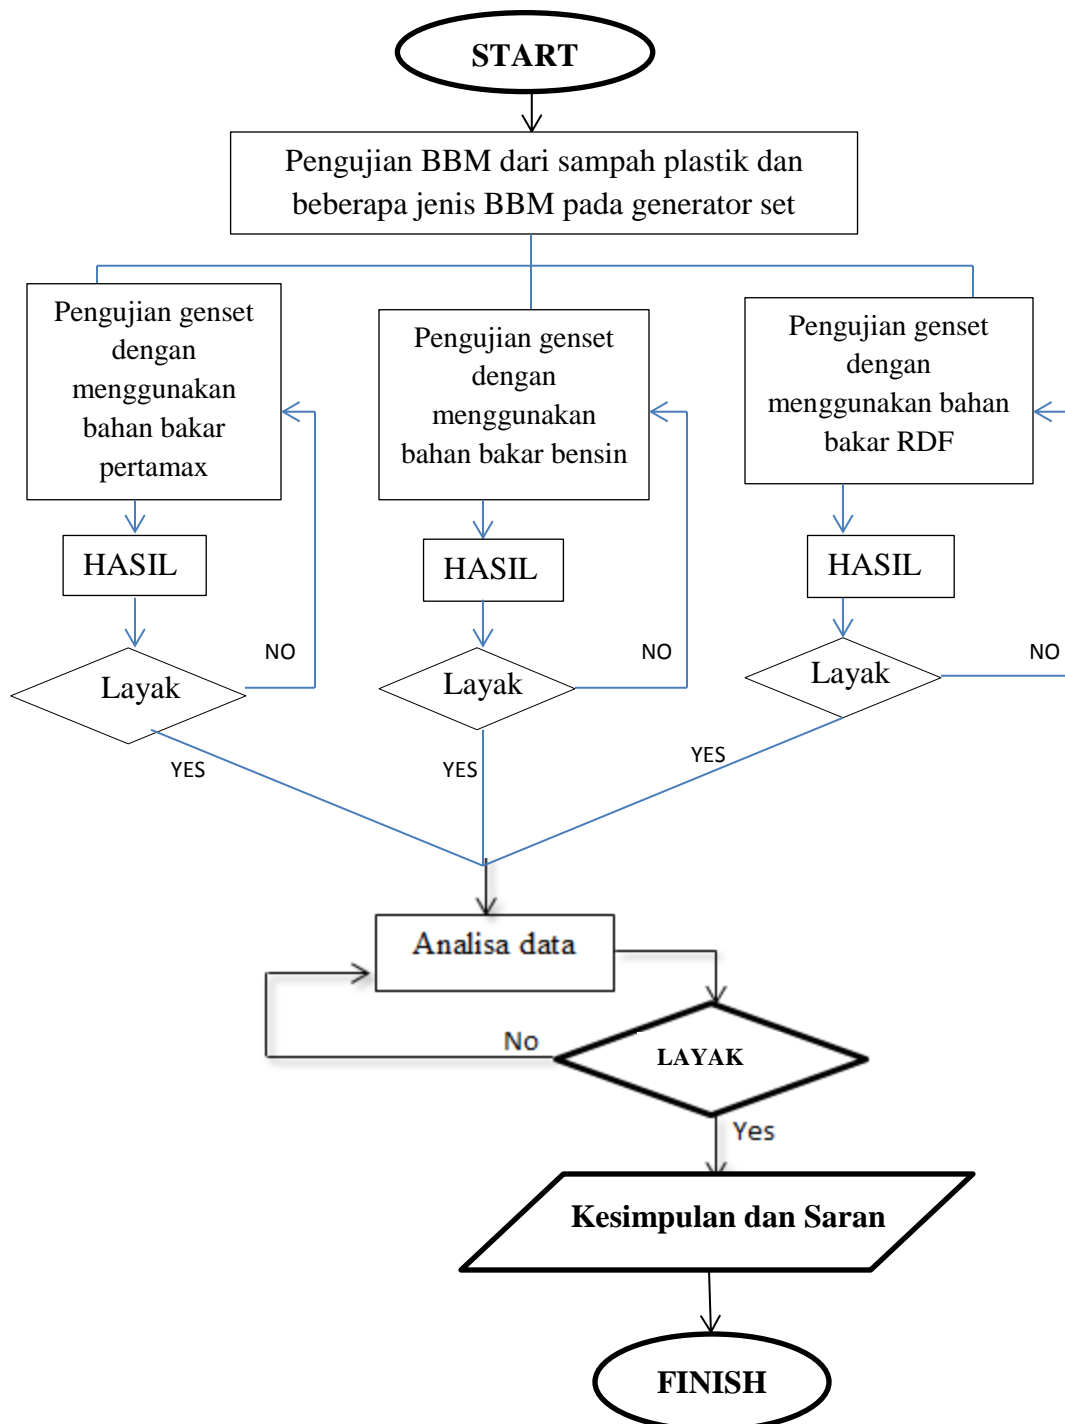 START
Pengujian BBM dari sampah plastik dan
beberapa jenis BBM pada generator set
Pengujian genset
dengan
menggunakan
bahan bakar
pertamax
Pengujian genset
dengan
menggunakan
bahan bakar bensin
Pengujian genset
dengan
menggunakan bahan
bakar RDF
HASIL
HASIL
HASIL
Layak
NO
Layak
NO
Layak
NO
YES
YES
YES
Analisa data
No
LAYAK
Yes
Kesimpulan dan Saran
FINISH